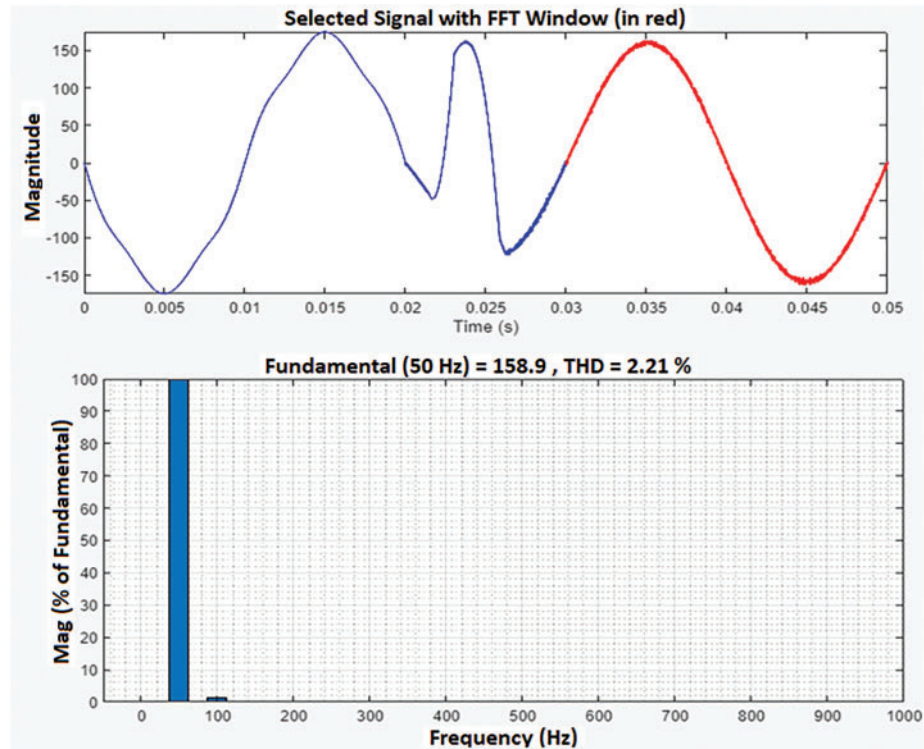 Selected Signal with FFT Window (in red)
Magnitude
150
100
50
0
-50
-100
-150
0 0.005 0.01 0.015 0.02 0.025 0.03 0.035 0.04 0.045 0.05
Time (s)
Fundamental (50 Hz) = 158.9 , THD = 2.21 %
Mag (% of Fundamental)
100
90
80
70
60
50
40
30
20
10
0
0 100 200 300 400 500 600 700 800 900 1000
Frequency (Hz)